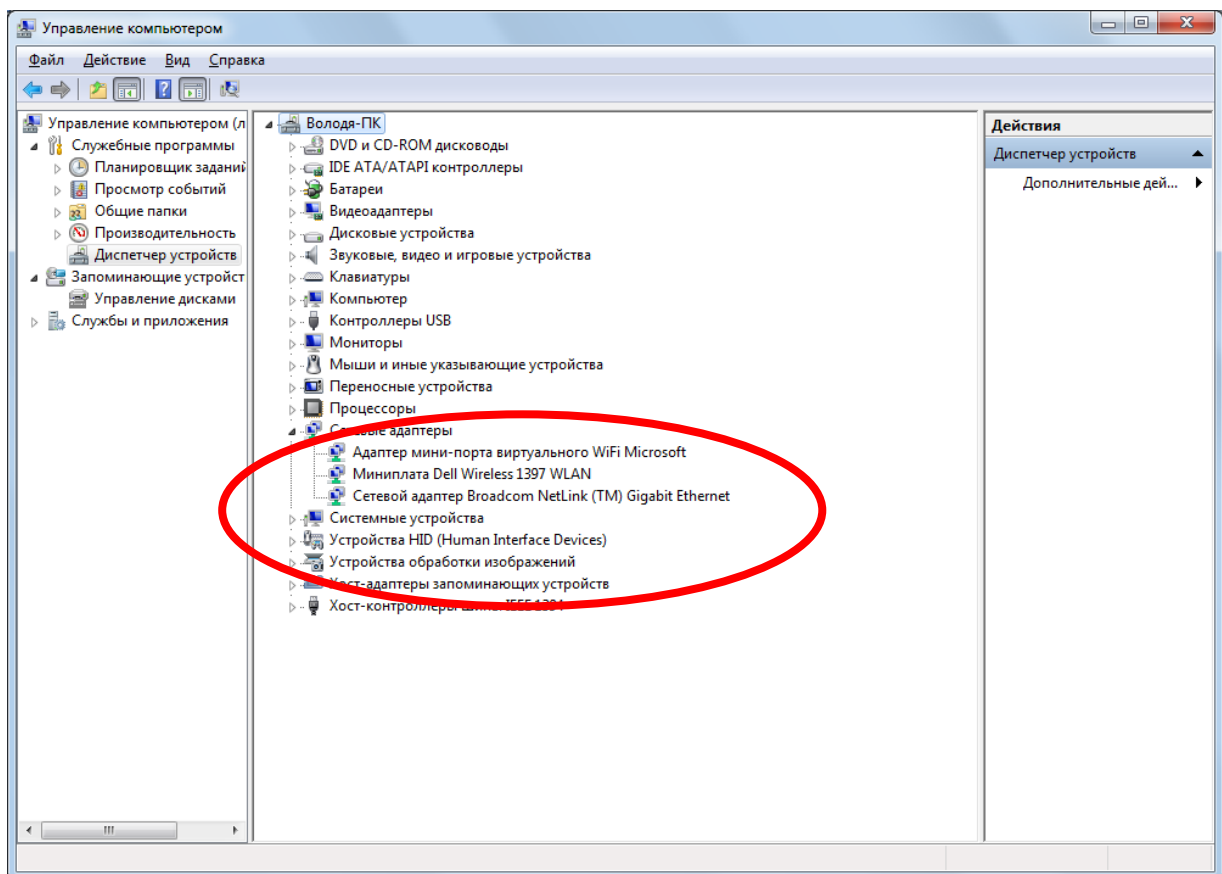 Управление компьютером
Файл Действие Вид Справка
Управление компьютером (л
Служебные программы
Планировщик заданий
Просмотр событий
Общие папки
Производительность
Диспетчер устройств
Запоминающие устройст
Управление дисками
Службы и приложения
Володя-ПК
DVD и CD-ROM дисководы
IDE ATA/ATAPI контроллеры
Батареи
Видеоадаптеры
Дисковые устройства
Звуковые, видео и игровые устройства
Клавиатуры
Компьютер
Контроллеры USB
Мониторы
Мыши и иные указывающие устройства
Переносные устройства
Процессоры
Сетевые адаптеры
Адаптер мини-порта виртуального WiFi Microsoft
Миниплата Dell Wireless 1397 WLAN
Сетевой адаптер Broadcom NetLink (TM) Gigabit Ethernet
Системные устройства
Устройства HID (Human Interface Devices)
Устройства обработки изображений
Хост-адаптеры запоминающих устройств
Хост-контроллеры шины IEEE 1394
Действия
Диспетчер устройств
Дополнительные дей...